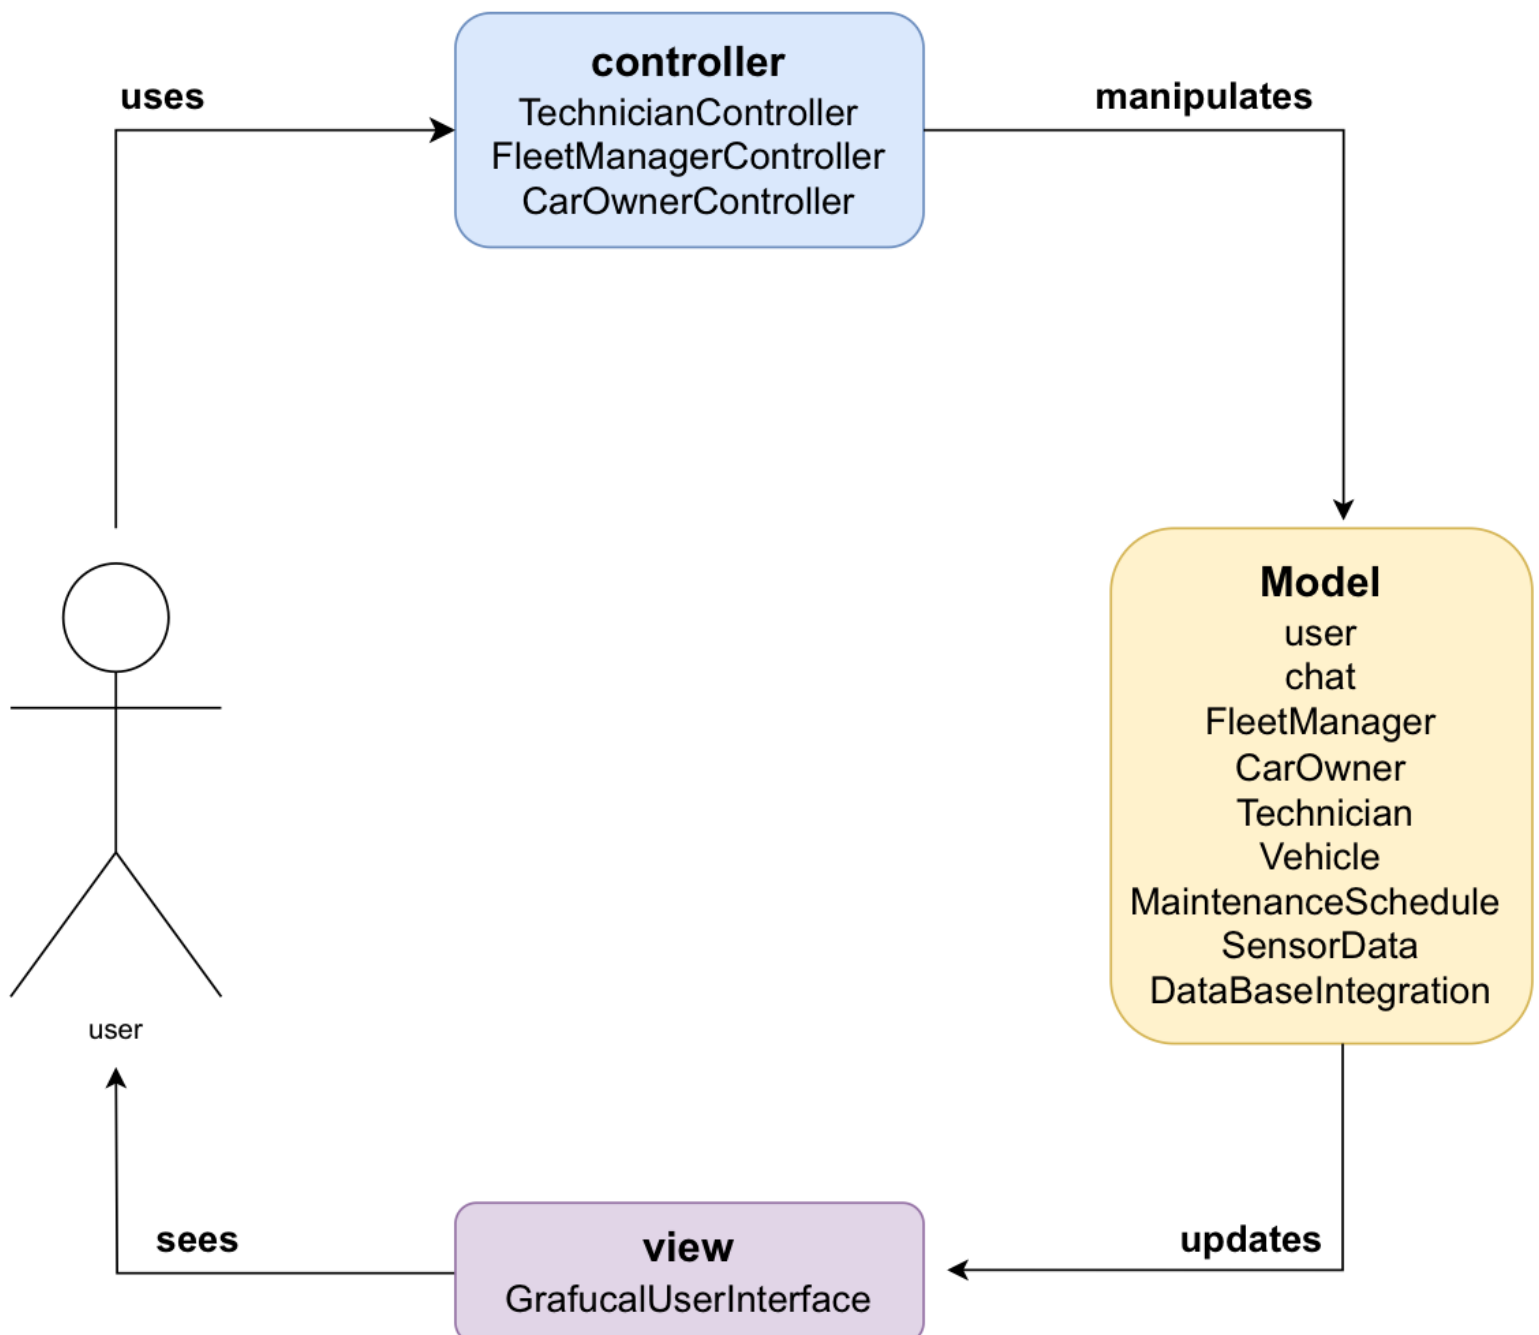 controller
TechnicianController
FleetManagerController
CarOwnerController
uses
manipulates
Model
user
chat
FleetManager
CarOwner
Technician
Vehicle
MaintenanceSchedule
SensorData
DataBaseIntegration
user
sees
updates
view
GrafucalUserInterface